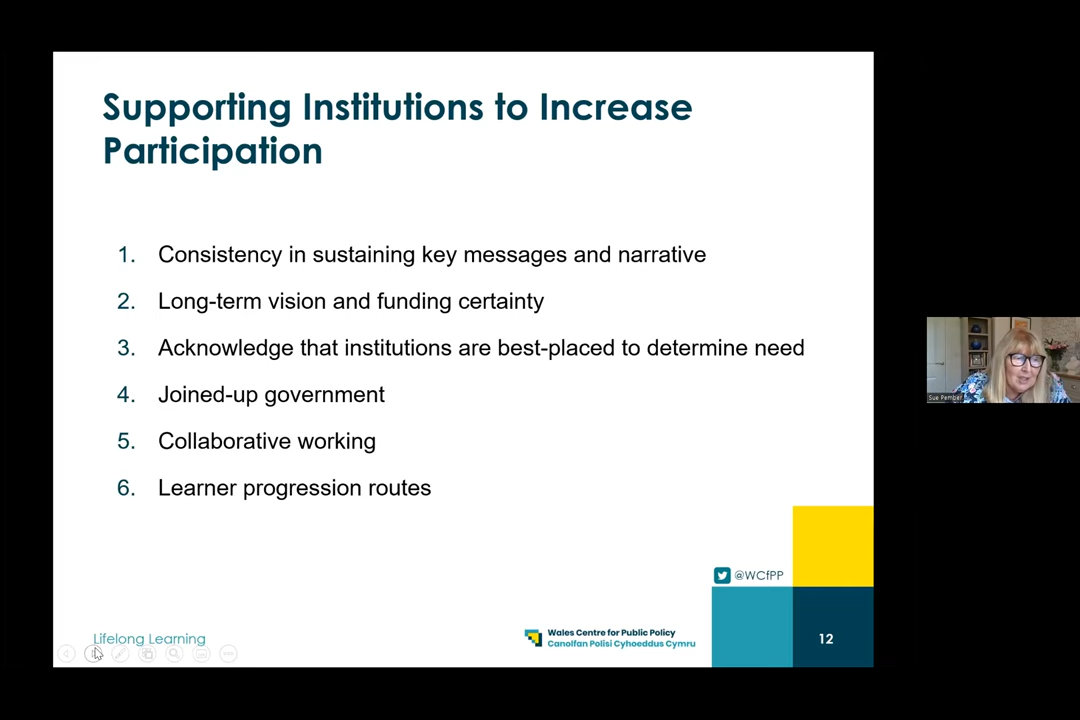 Supporting Institutions to Increase
Participation
1. Consistency in sustaining key messages and narrative
2. Long-term vision and funding certainty
3. Acknowledge that institutions are best-placed to determine need
4. Joined-up government
5. Collaborative working
6. Learner progression routes
@WCfPP
Lifelong Learning
Wales Centre for Public Policy
Canolfan Polisi Cyhoeddus Cymru
12
Sue Pember